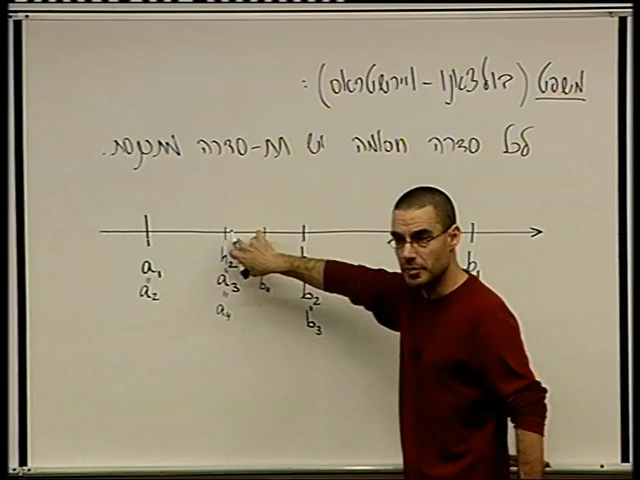 משפט (בולצאנו-ויירשטראס):
לכל סדרה חסומה יש תת-סדרה מתכנסת.
a₁ b₁
a₂ a₃ b₄ b₂
a₄ b₃